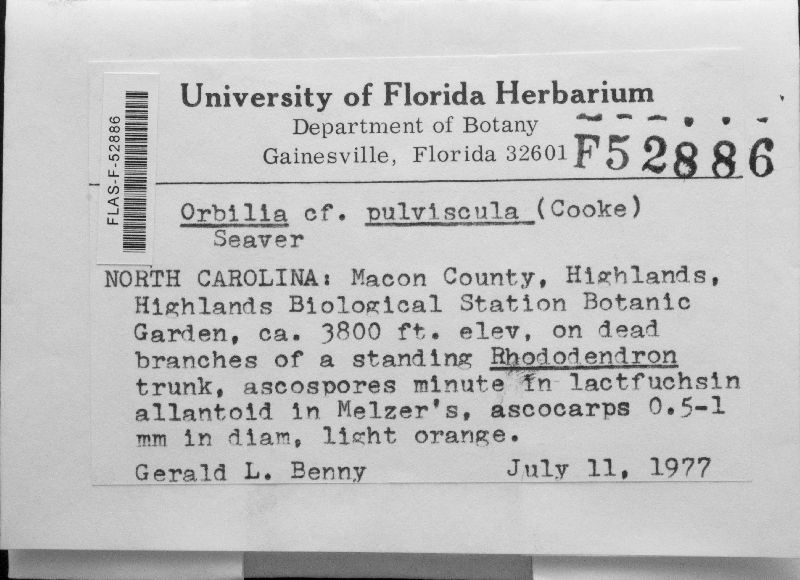 University of Florida Herbarium
Department of Botany
Gainesville, Florida 32601
F52886
FLAS-F-52886
Orbilia cf. pulviscula (Cooke)
Seaver
NORTH CAROLINA: Macon County, Highlands,
Highlands Biological Station Botanic
Garden, ca. 3800 ft. elev, on dead
branches of a standing Rhododendron
trunk, ascospores minute in lactfuchsin
allantoid in Melzer's, ascocarps 0.5-1
mm in diam, light orange.
Gerald L. Benny July 11, 1977